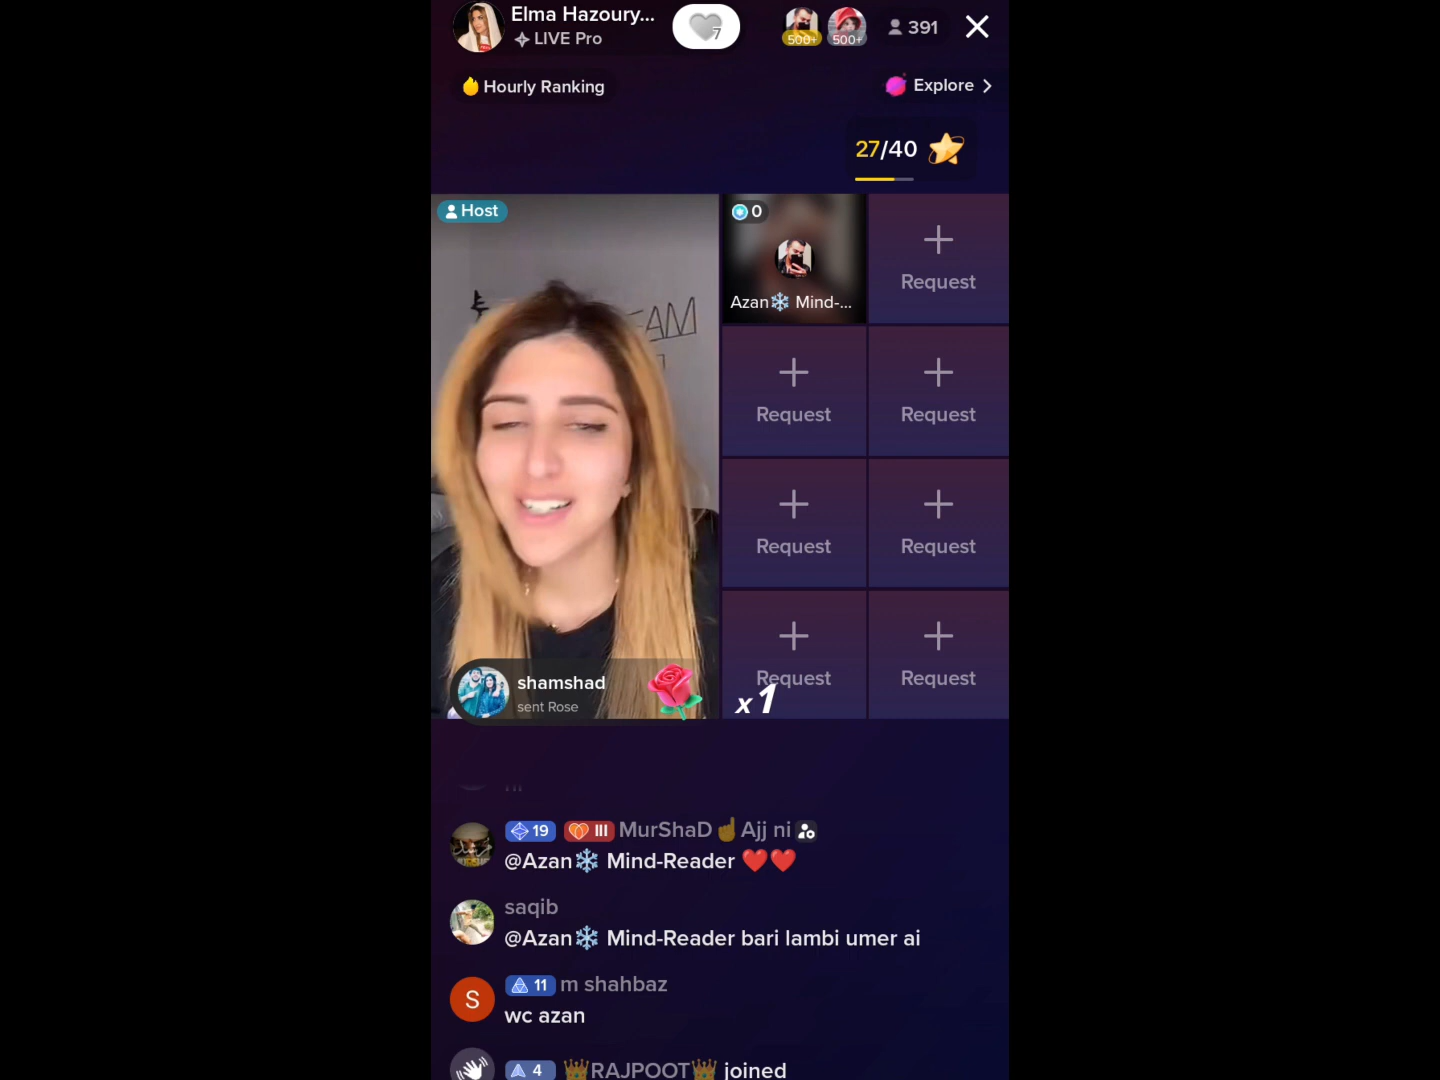 Elma Hazoury...
LIVE Pro
7
500+
500+
391
Hourly Ranking
Explore
27/40
Host
0
Azan❄️ Mind-...
Request
Request
Request
Request
Request
Request
Request
EAM
shamshad
sent Rose
x1
19 III MurShaD☝🏾Ajj ni
@Azan❄️ Mind-Reader ❤️❤️
saqib
@Azan❄️ Mind-Reader bari lambi umer ai
S
11 m shahbaz
wc azan
4 👑RAJPOOT👑 joined